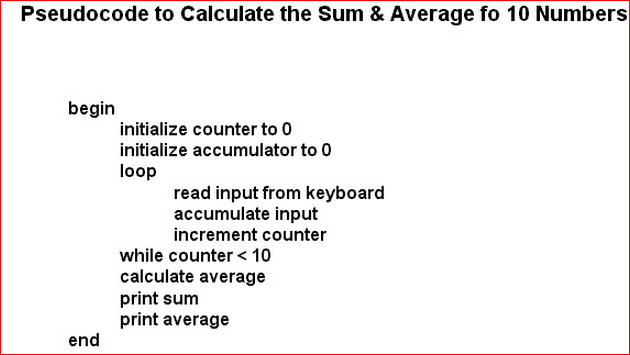 Pseudocode to Calculate the Sum & Average fo 10 Numbers
begin
initialize counter to 0
initialize accumulator to 0
loop
read input from keyboard
accumulate input
increment counter
while counter < 10
calculate average
print sum
print average
end